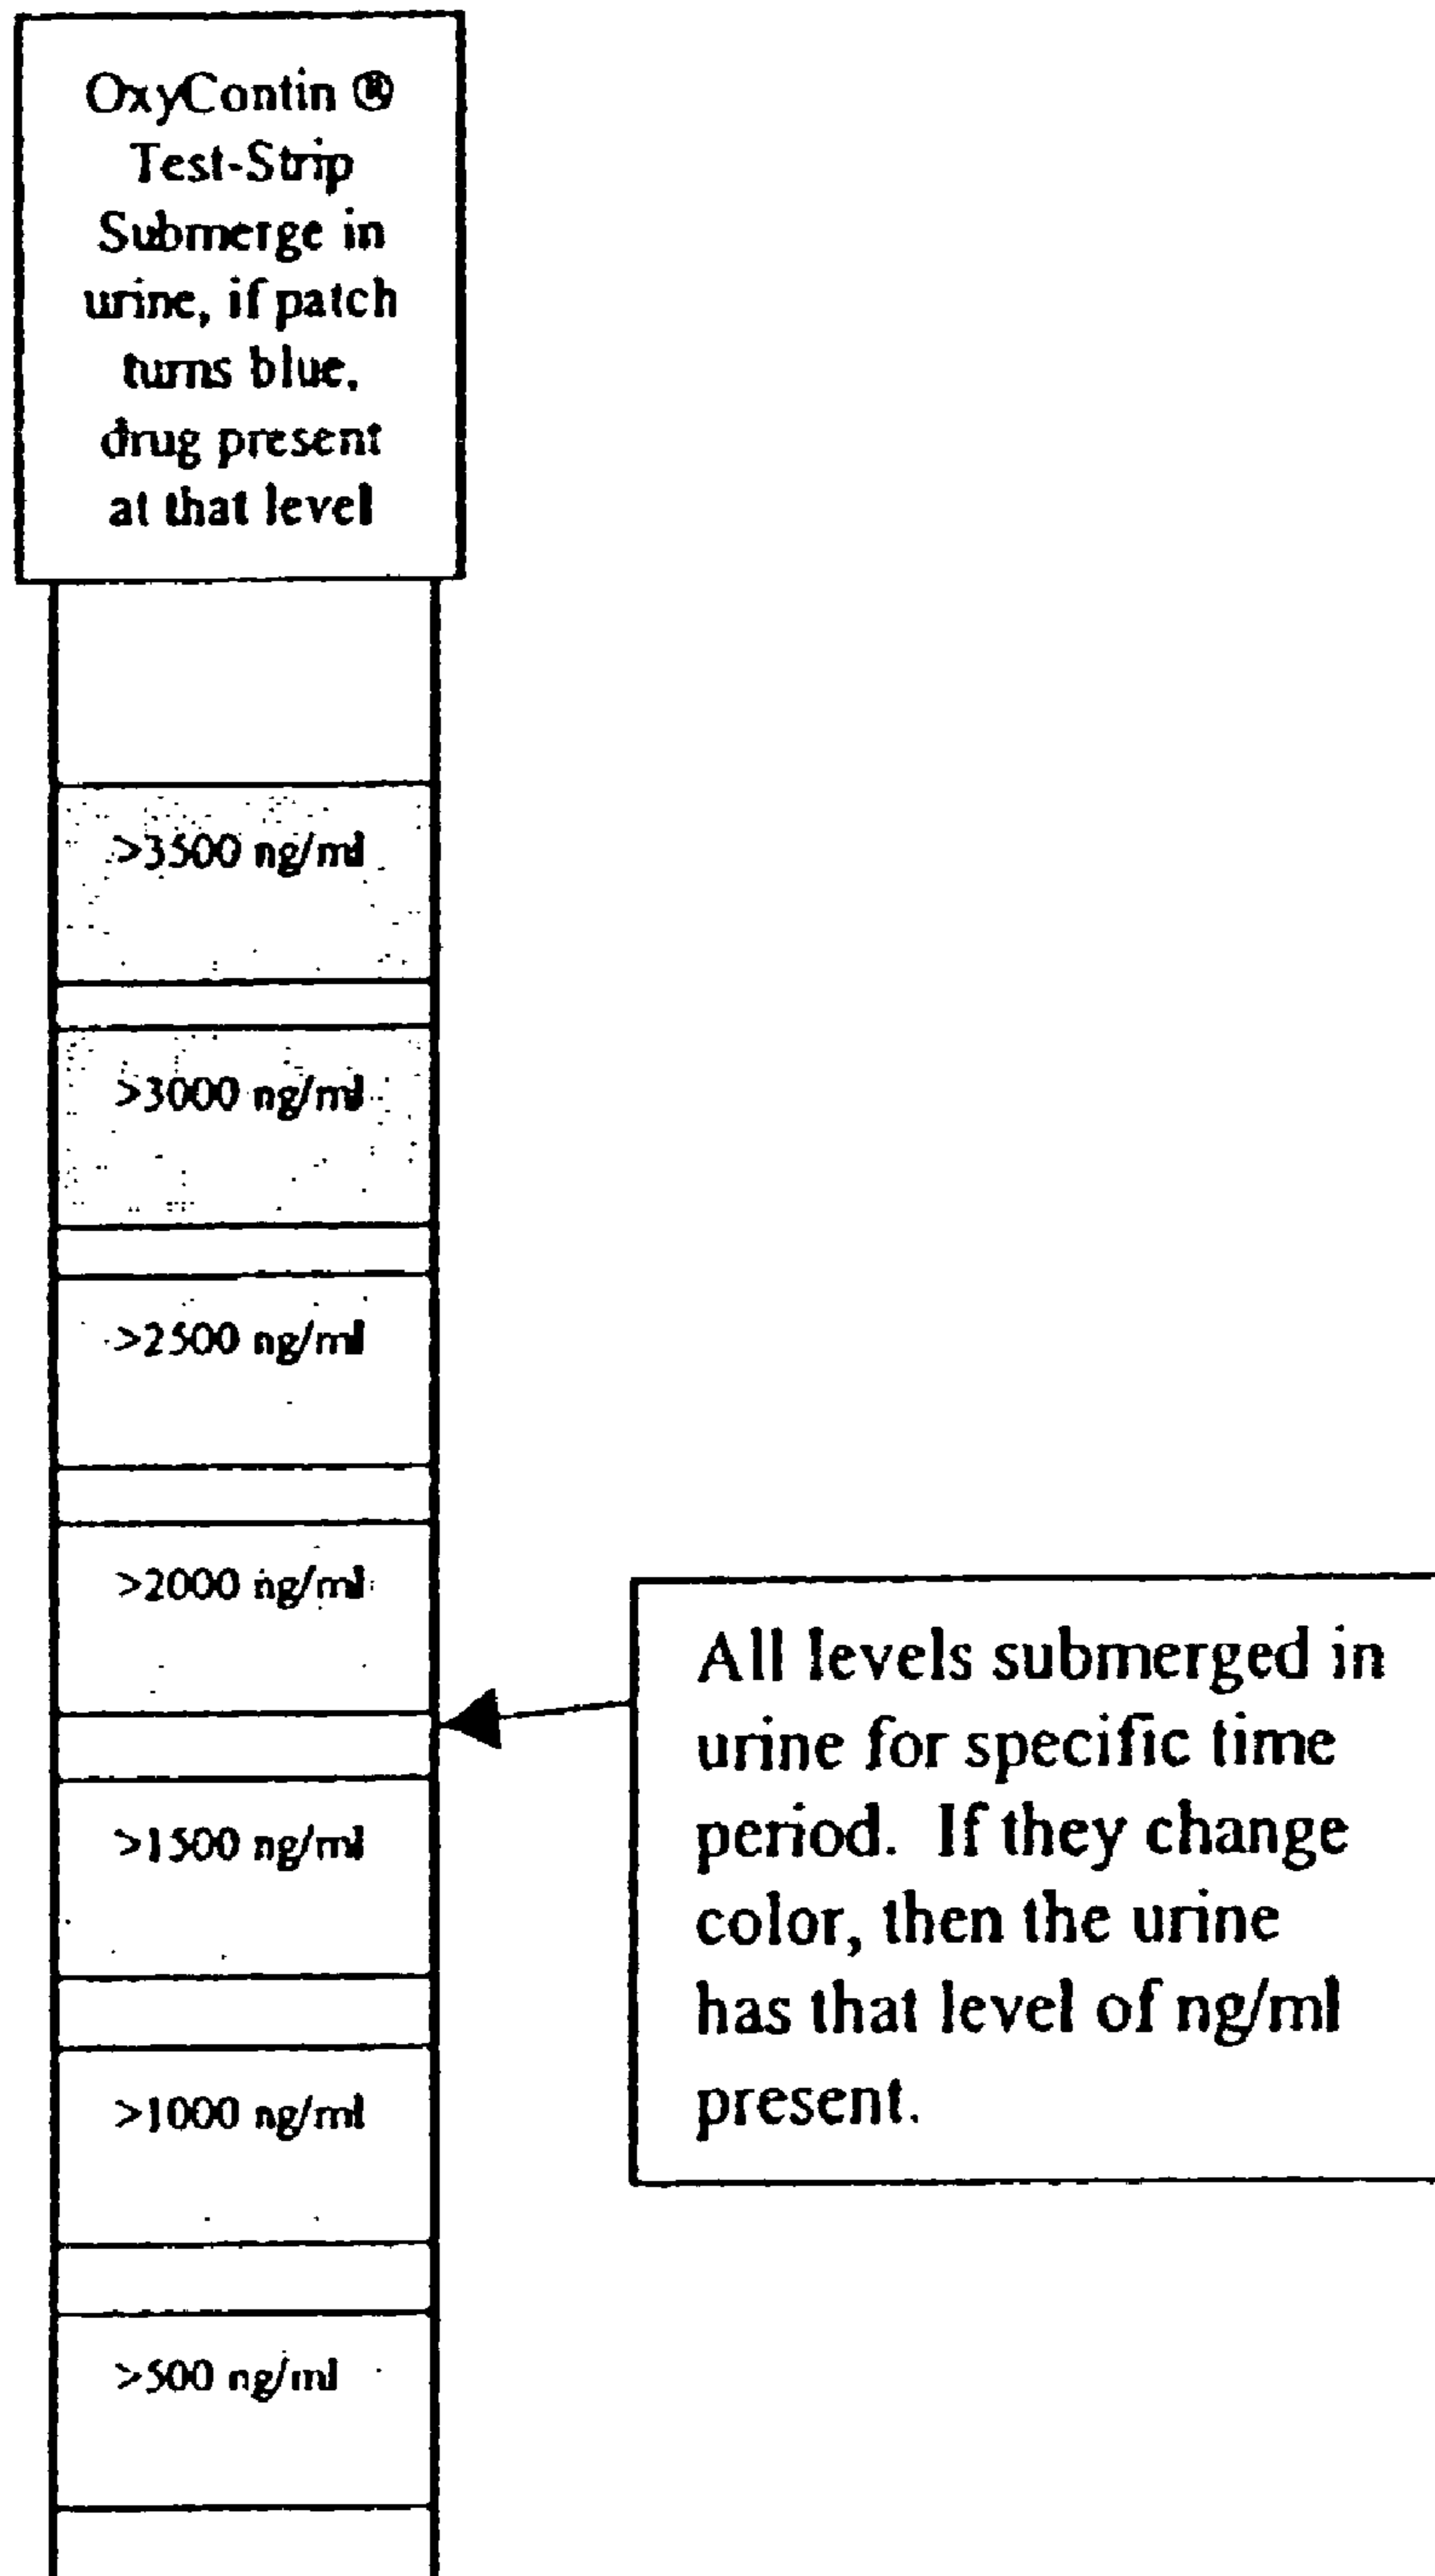 OxyContin ®
Test-Strip
Submerge in
urine, if patch
turns blue,
drug present
at that level
>3500 ng/ml
>3000 ng/ml
>2500 ng/ml
>2000 ng/ml
>1500 ng/ml
>1000 ng/ml
>500 ng/ml
All levels submerged in
urine for specific time
period. If they change
color, then the urine
has that level of ng/ml
present.